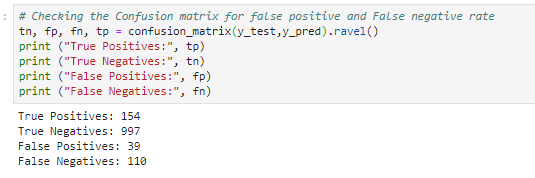 : # Checking the Confusion matrix for false positive and False negative rate
tn, fp, fn, tp = confusion_matrix(y_test,y_pred).ravel()
print ("True Positives:", tp)
print ("True Negatives:", tn)
print ("False Positives:", fp)
print ("False Negatives:", fn)
True Positives: 154
True Negatives: 997
False Positives: 39
False Negatives: 110